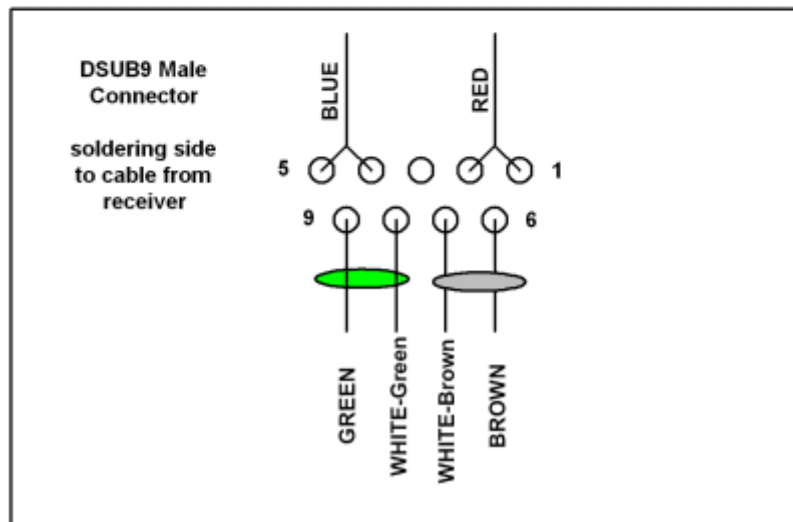 DSUB9 Male
Connector
soldering side
to cable from
receiver
BLUE
RED
5
1
9
6
GREEN
WHITE-Green
WHITE-Brown
BROWN